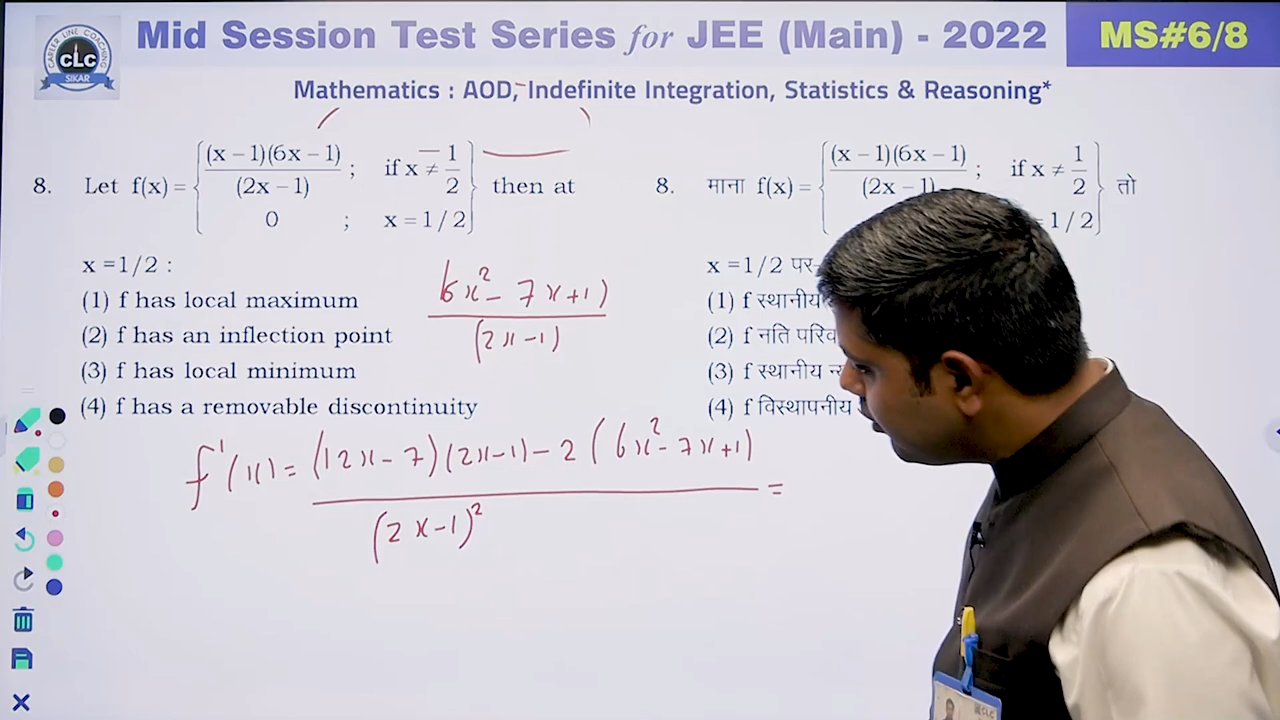 Mid Session Test Series for JEE (Main) - 2022
MS#6/8
CAREER LINE COACHING
CLC
SIKAR
Mathematics : AOD, Indefinite Integration, Statistics & Reasoning*
8. Let f(x) = { (x – 1)(6x – 1) / (2x – 1) ; if x ≠ 1/2
0 ; x = 1/2 } then at
x =1/2 :
(1) f has local maximum
(2) f has an inflection point
(3) f has local minimum
(4) f has a removable discontinuity
8. माना f(x) = { (x – 1)(6x – 1) / (2x – 1) ; if x ≠ 1/2
= 1/2 } तो
x =1/2 पर
(1) f स्थानीय
(2) f नति
(3) f स्थानीय
(4) f विस्थापनीय
6x² - 7x+1) / (2x-1)
f'(x) = (12x-7)(2x-1) - 2(6x²-7x+1) / (2x-1)² =
CLC